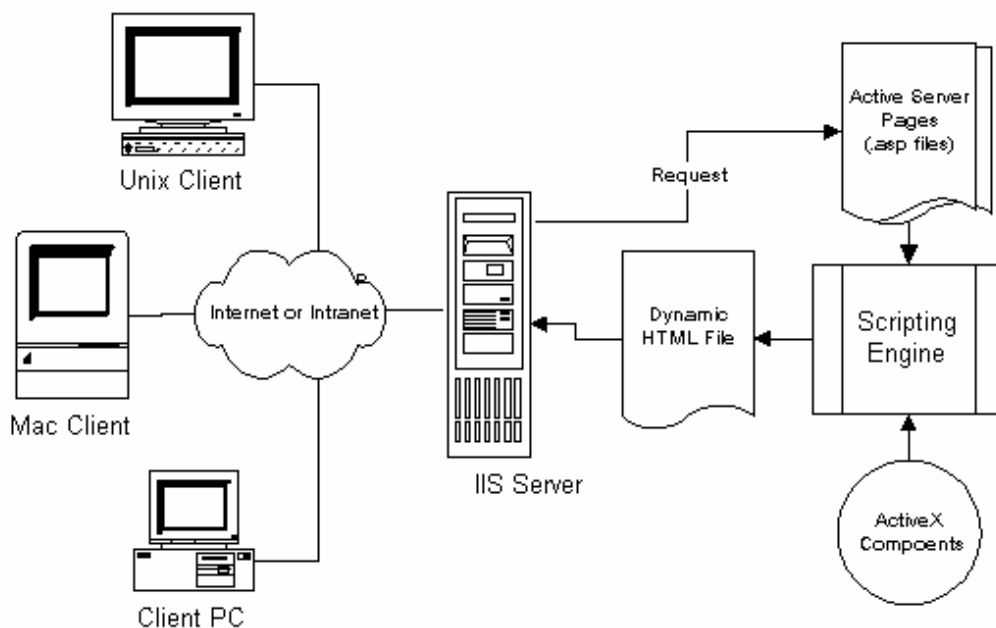 Unix Client
Mac Client
Internet or Intranet
Client PC
IIS Server
Request
Active Server
Pages
(.asp files)
Dynamic
HTML File
Scripting
Engine
ActiveX
Compoents